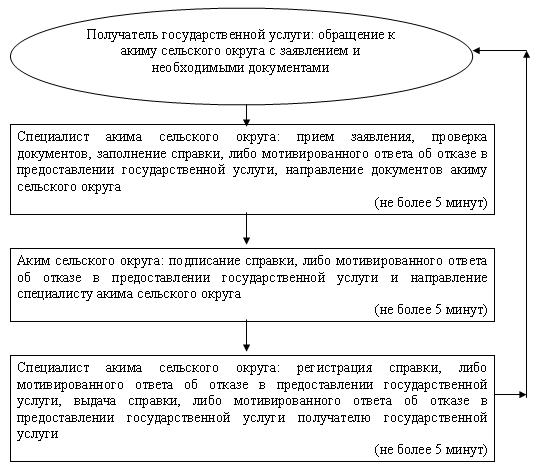 Получатель государственной услуги: обращение к
акиму сельского округа с заявлением и
необходимыми документами
Специалист акима сельского округа: прием заявления, проверка
документов, заполнение справки, либо мотивированного ответа об отказе в
предоставлении государственной услуги, направление документов акиму
сельского округа
(не более 5 минут)
Аким сельского округа: подписание справки, либо мотивированного ответа
об отказе в предоставлении государственной услуги и направление
специалисту акима сельского округа
(не более 5 минут)
Специалист акима сельского округа: регистрация справки, либо
мотивированного ответа об отказе в предоставлении государственной
услуги, выдача справки, либо мотивированного ответа об отказе в
предоставлении государственной услуги получателю государственной
услуги
(не более 5 минут)